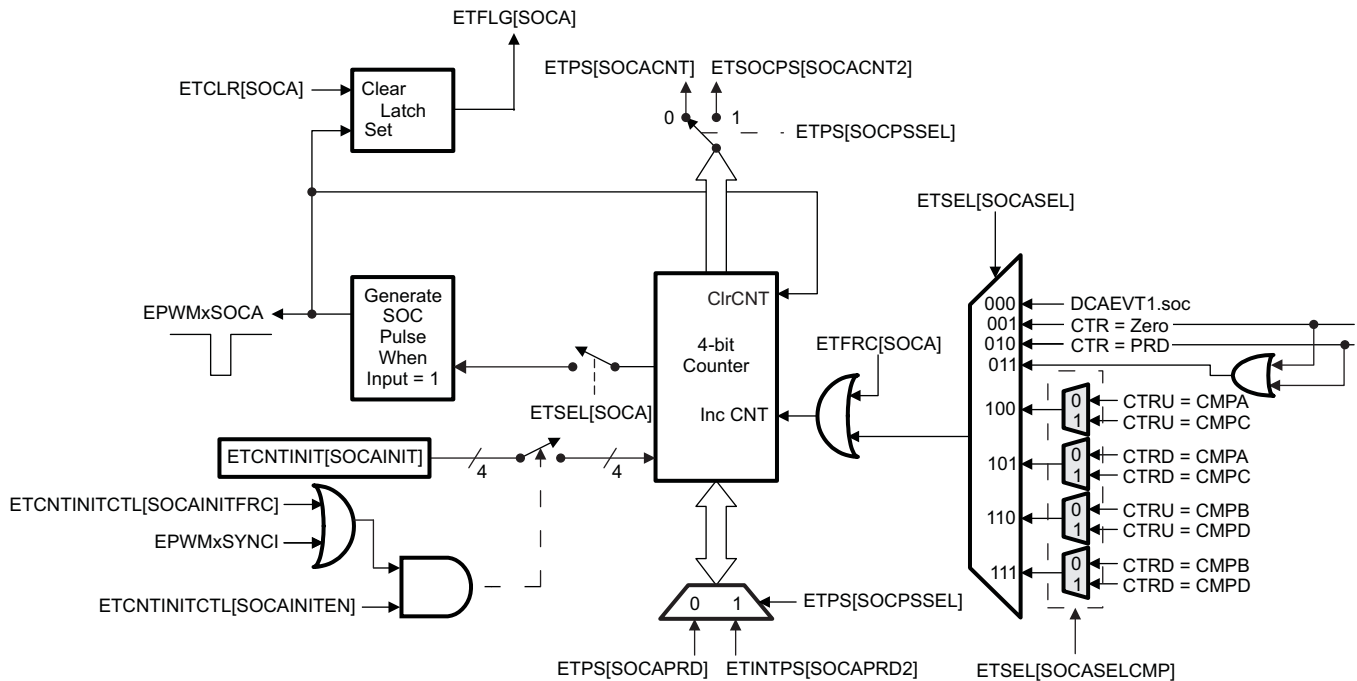 ETFLG[SOCA]
ETPS[SOCACNT] ETSOCPS[SOCACNT2]
ETCLR[SOCA]
Clear
Latch
Set
0 1
ETPS[SOCPSSEL]
ETSEL[SOCASEL]
EPWMxSOCA
Generate
SOC
Pulse
When
Input = 1
ClrCNT
4-bit
Counter
Inc CNT
ETSEL[SOCA]
ETFRC[SOCA]
000 DCAEVT1.soc
001 CTR = Zero
010 CTR = PRD
011
100
0 CTRU = CMPA
1 CTRU = CMPC
101
0 CTRD = CMPA
1 CTRD = CMPC
110
0 CTRU = CMPB
1 CTRU = CMPD
111
0 CTRD = CMPB
1 CTRD = CMPD
ETCNTINIT[SOCAINIT]
4 4
ETCNTINITCTL[SOCAINITFRC]
EPWMxSYNCI
ETCNTINITCTL[SOCAINITEN]
0 1
ETPS[SOCPSSEL]
ETPS[SOCAPRD] ETINTPS[SOCAPRD2]
ETSEL[SOCASELCMP]